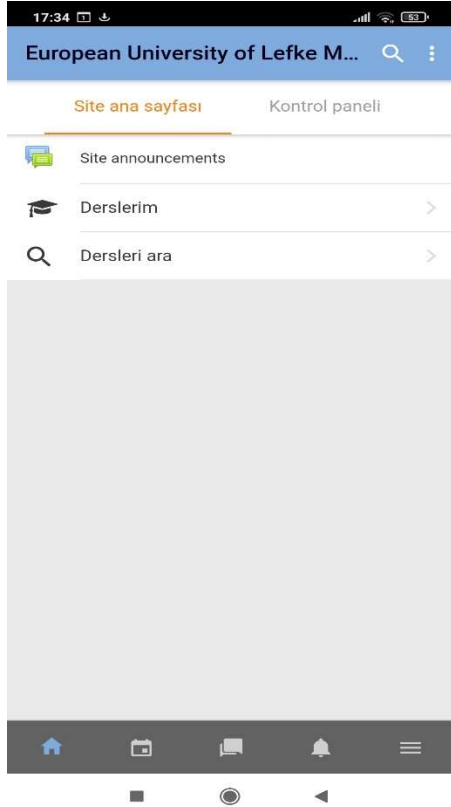 17:34
53
European University of Lefke M...
Site ana sayfası
Kontrol paneli
Site announcements
Derslerim
Dersleri ara